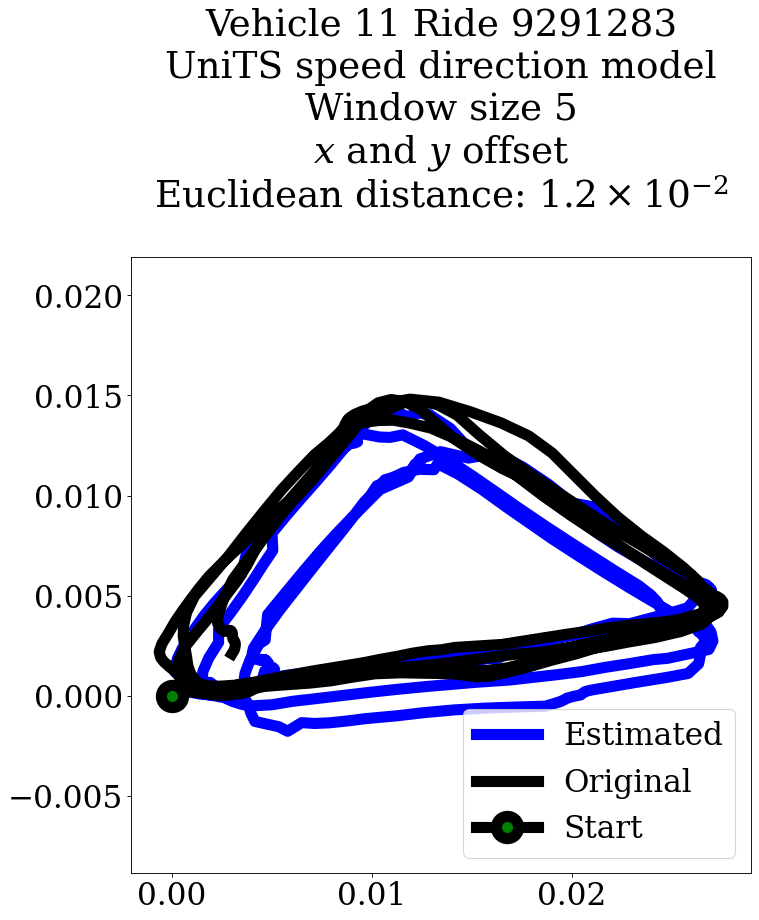 Vehicle 11 Ride 9291283
UniTS speed direction model
Window size 5
x and y offset
Euclidean distance: 1.2 × 10⁻²
0.020
0.015
0.010
0.005
0.000
−0.005
Estimated
Original
Start
0.00 0.01 0.02